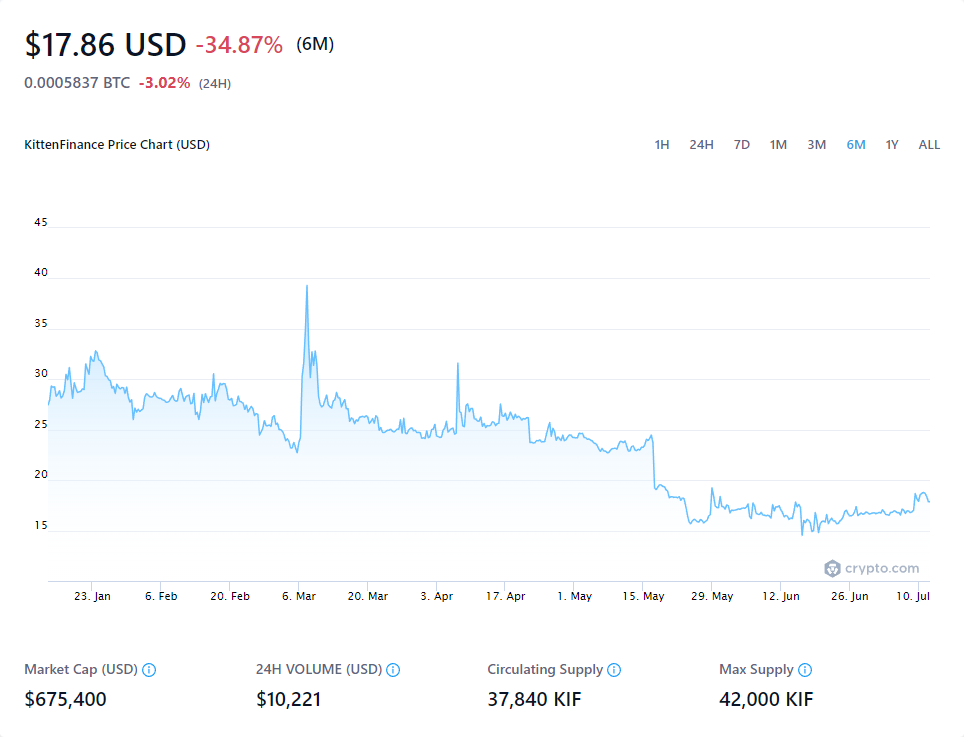 $17.86 USD -34.87% (6M)
0.0005837 BTC -3.02% (24H)
KittenFinance Price Chart (USD) 1H 24H 7D 1M 3M 6M 1Y ALL
45
40
35
30
25
20
15
crypto.com
23. Jan 6. Feb 20. Feb 6. Mar 20. Mar 3. Apr 17. Apr 1. May 15. May 29. May 12. Jun 26. Jun 10. Jul
Market Cap (USD) 24H VOLUME (USD) Circulating Supply Max Supply
$675,400 $10,221 37,840 KIF 42,000 KIF